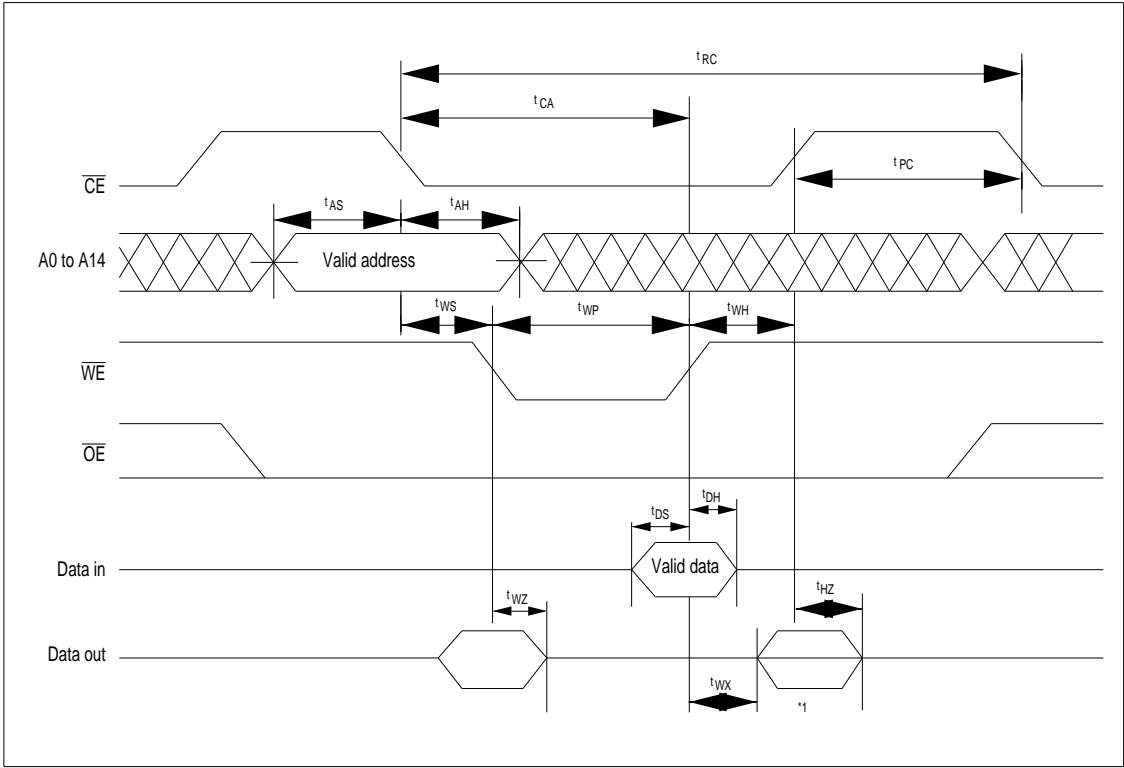 tRC
tCA
CE
tPC
tAS
tAH
A0 to A14
Valid address
tWS
tWP
tWH
WE
OE
tDH
tDS
Data in
Valid data
tWZ
tHZ
Data out
tWX
*1